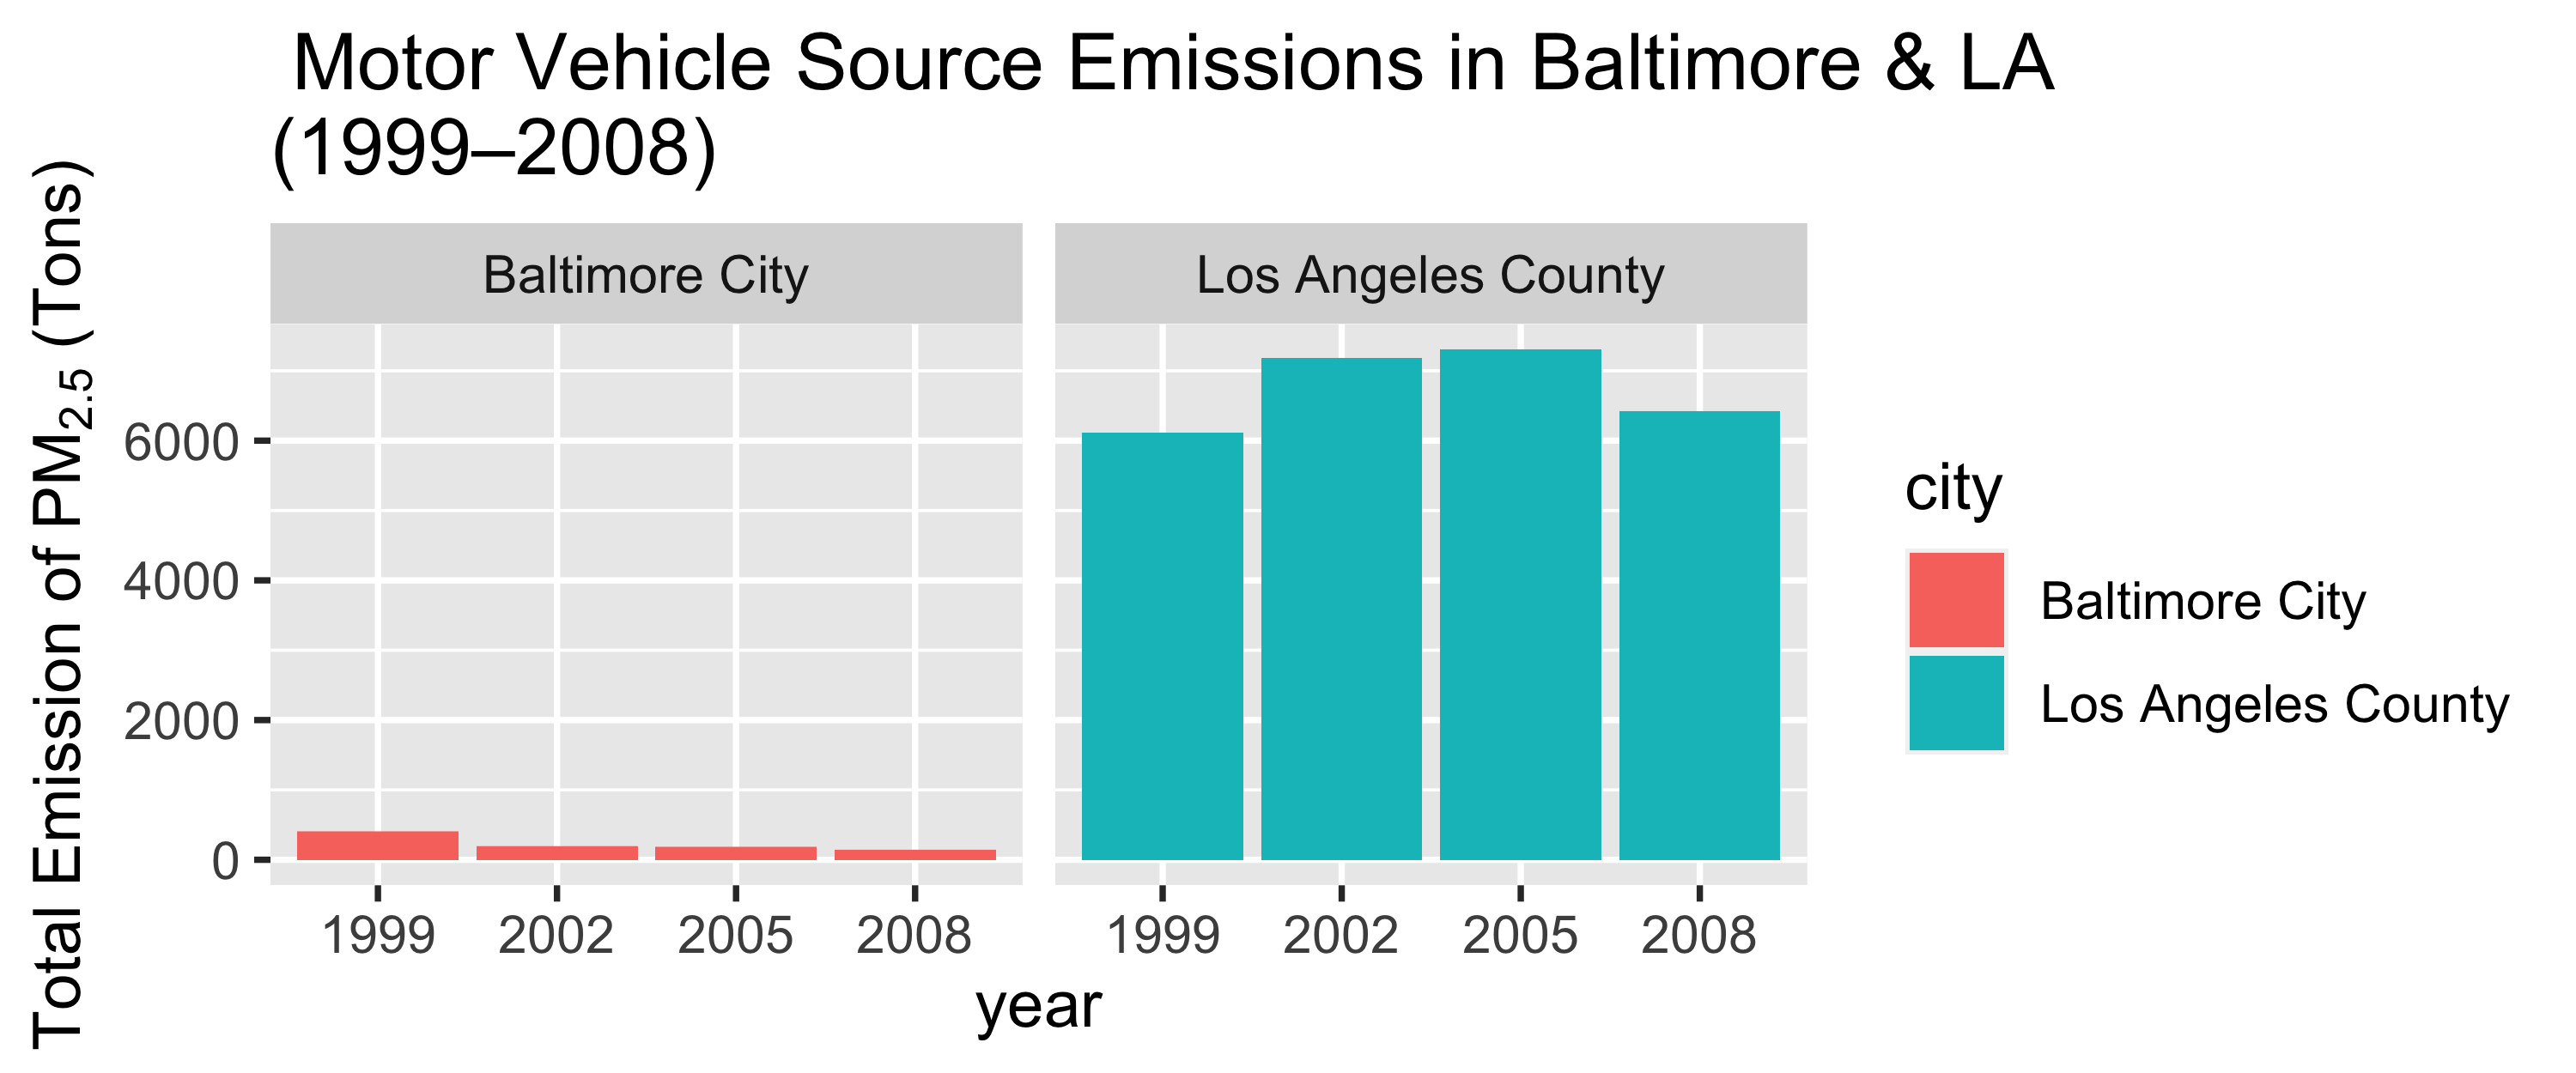 Motor Vehicle Source Emissions in Baltimore & LA
(1999–2008)
Total Emission of PM2.5 (Tons)
Baltimore City
Los Angeles County
6000
4000
2000
0
1999 2002 2005 2008
1999 2002 2005 2008
year
city
Baltimore City
Los Angeles County